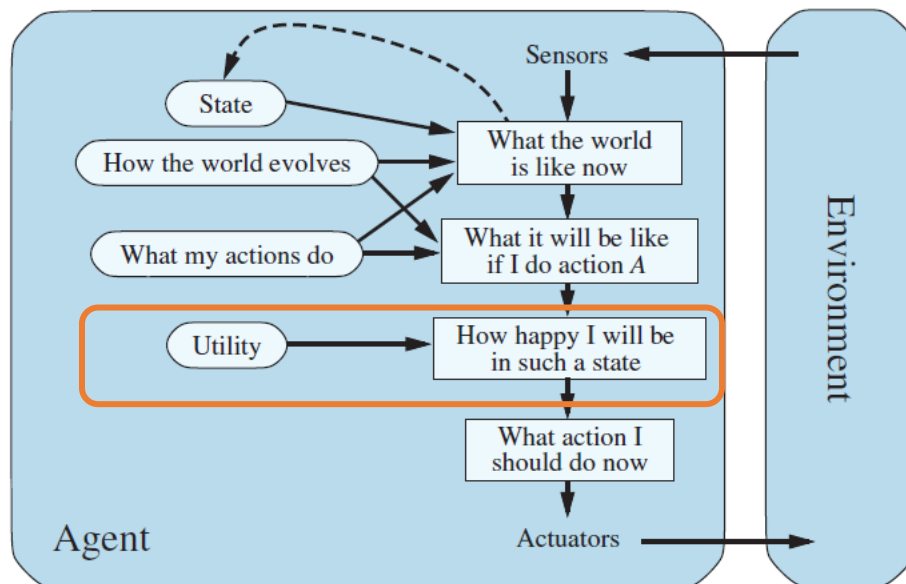 Sensors
State
What the world
is like now
How the world evolves
What my actions do
What it will be like
if I do action A
Utility
How happy I will be
in such a state
What action I
should do now
Agent
Actuators
Environment